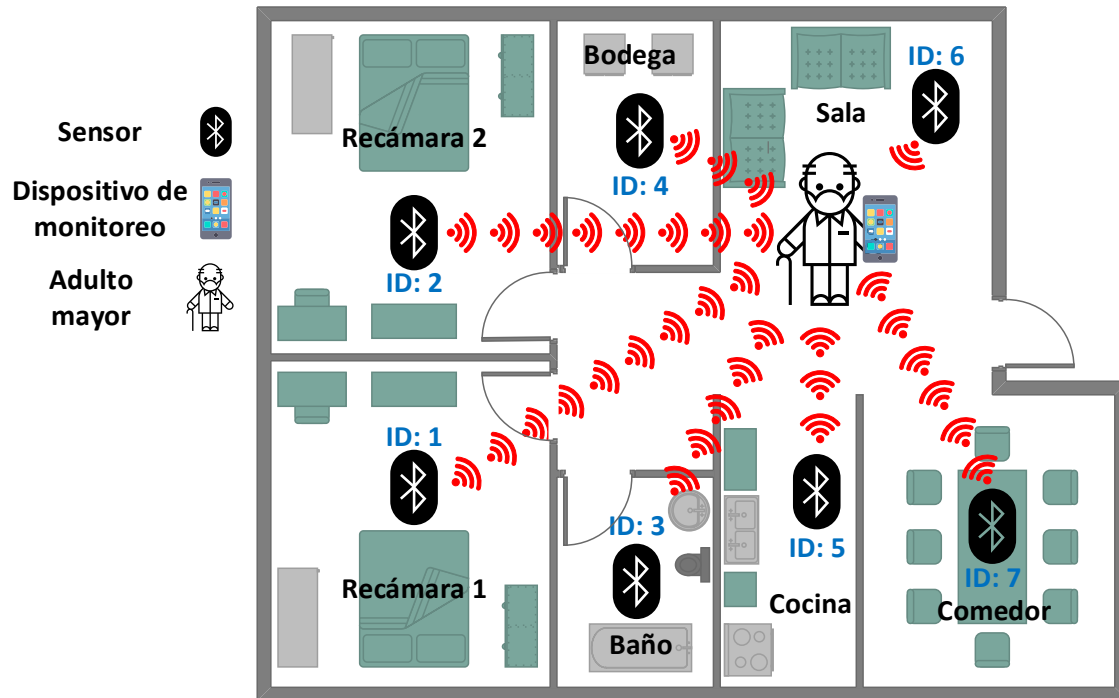 Sensor
Dispositivo de
monitoreo
Adulto
mayor
Recámara 2
ID: 2
Bodega
ID: 4
ID: 6
Sala
ID: 1
Recámara 1
ID: 3
Baño
ID: 5
Cocina
ID: 7
Comedor